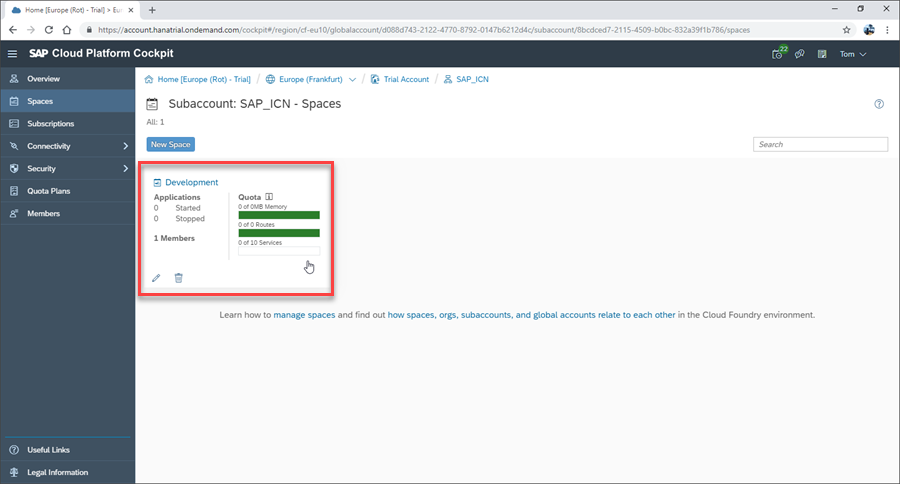 Home [Europe (Rot) - Trial] > Eur
https://account.hanatrial.ondemand.com/cockpit#/region/cf-eu10/globalaccount/d088d743-2122-4770-8792-0147b6212d4c/subaccount/8bcdced7-2115-4509-b0bc-832a39f1b786/spaces
SAP Cloud Platform Cockpit
22
Tom
Overview
Spaces
Subscriptions
Connectivity
Security
Quota Plans
Members
Useful Links
Legal Information
Home [Europe (Rot) - Trial] / Europe (Frankfurt) / Trial Account / SAP_ICN
Subaccount: SAP_ICN - Spaces
All: 1
New Space
Search
Development
Applications
0 Started
0 Stopped
1 Members
Quota
0 of 0MB Memory
0 of 0 Routes
0 of 10 Services
Learn how to manage spaces and find out how spaces, orgs, subaccounts, and global accounts relate to each other in the Cloud Foundry environment.